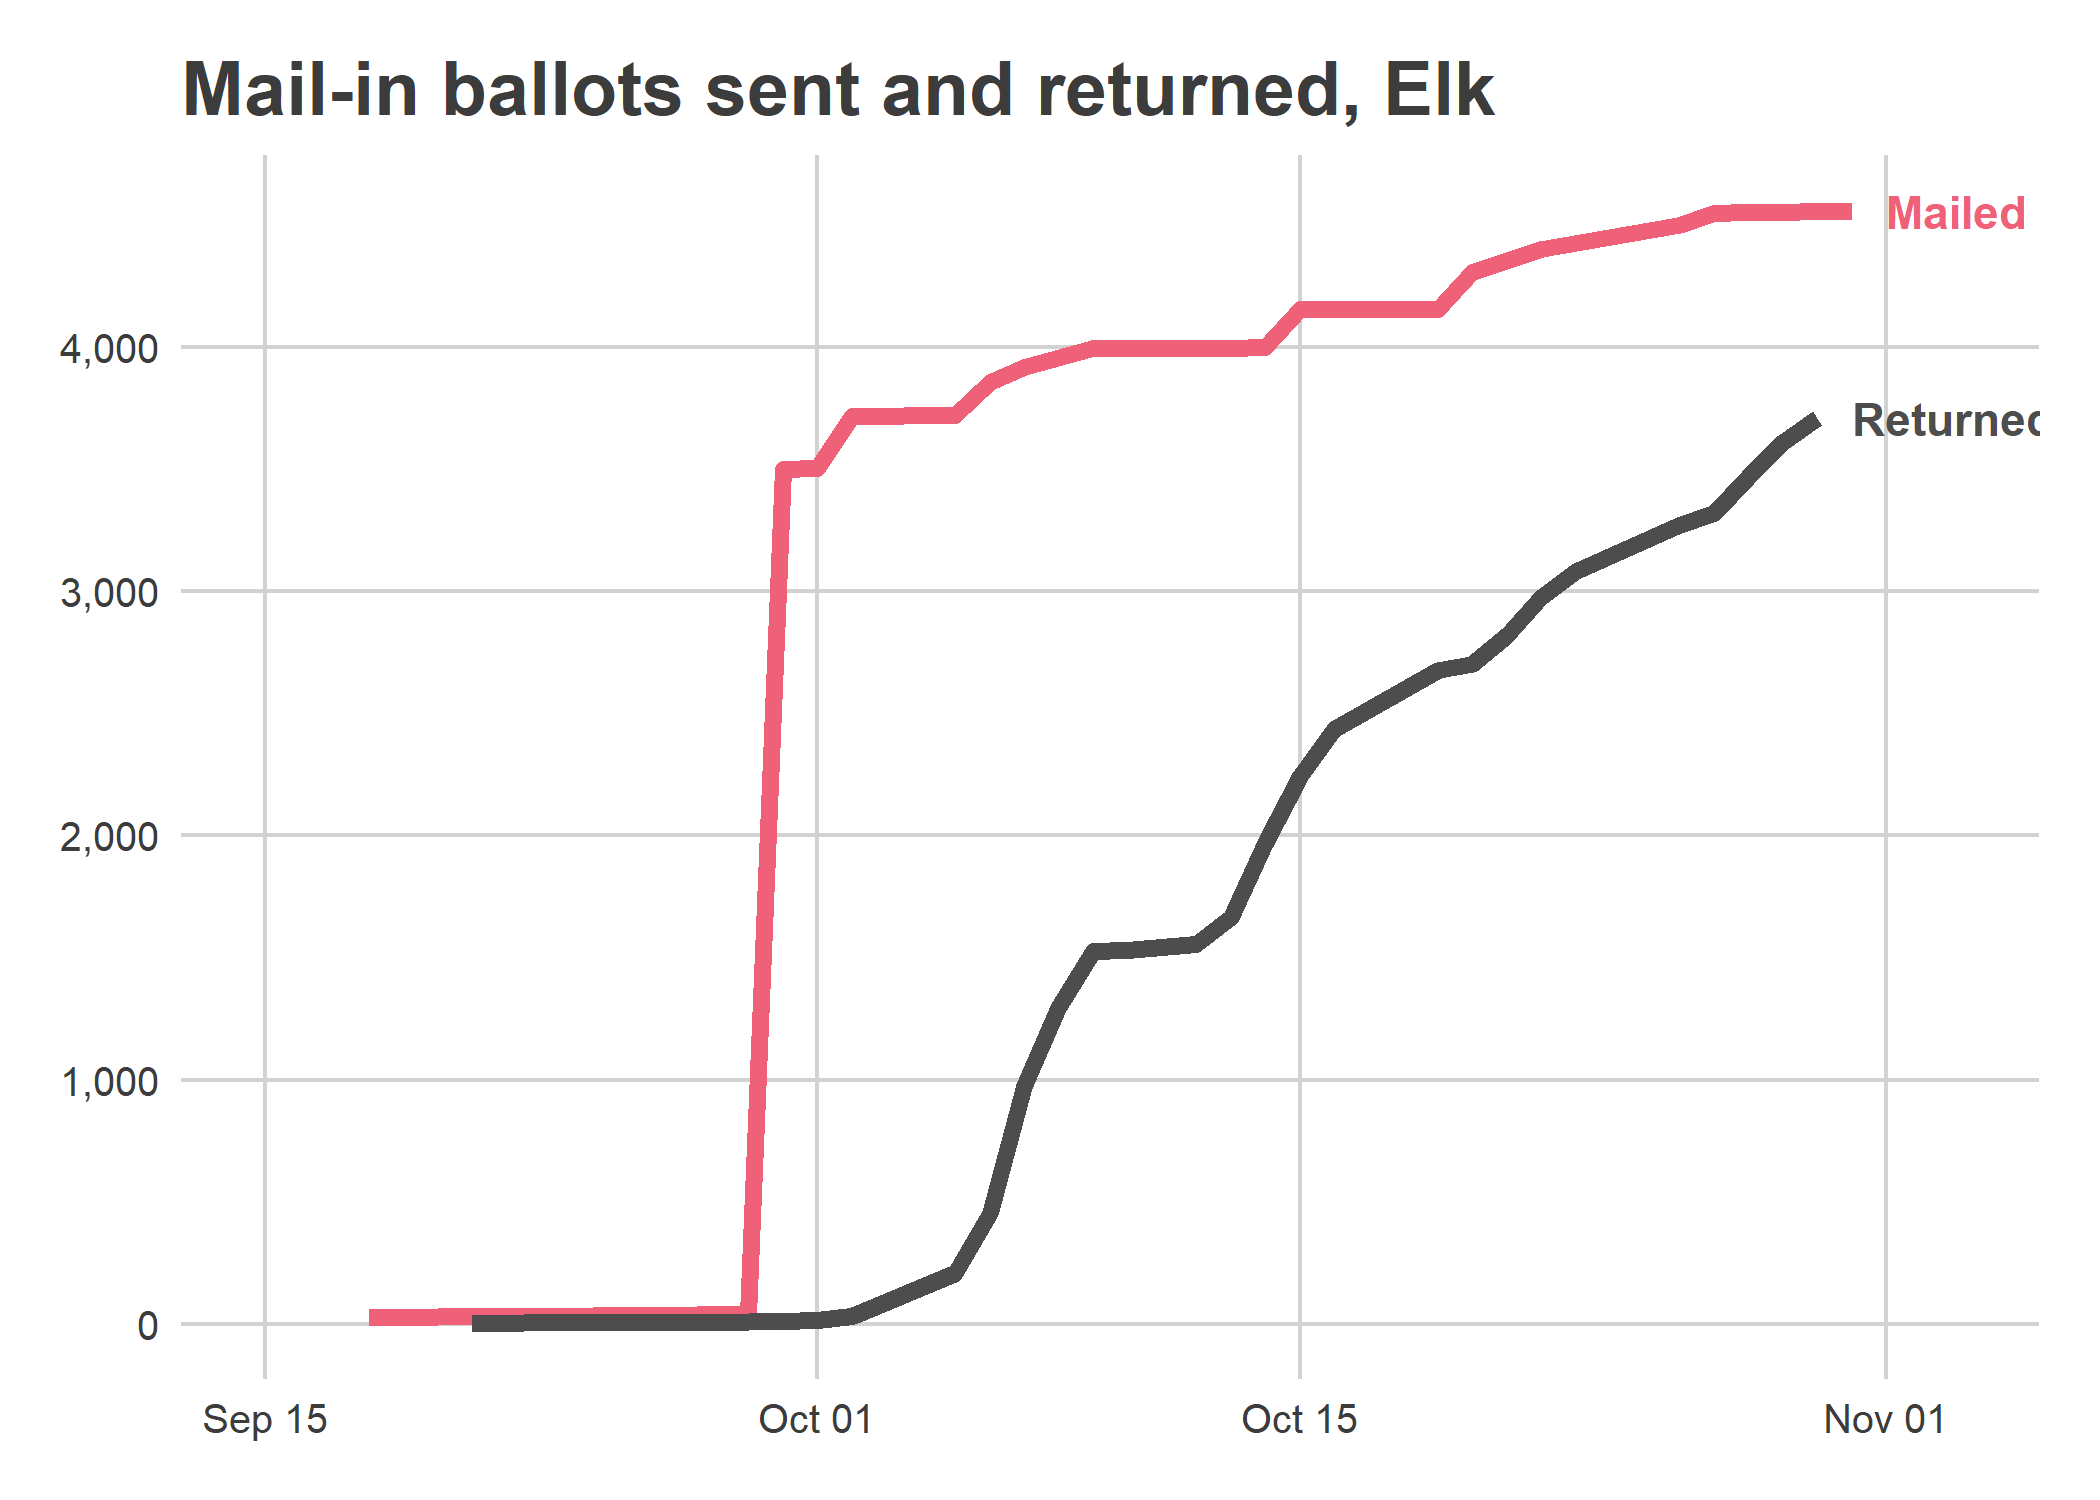 Mail-in ballots sent and returned, Elk
Mailed
4,000
Returned
3,000
2,000
1,000
0
Sep 15
Oct 01
Oct 15
Nov 01